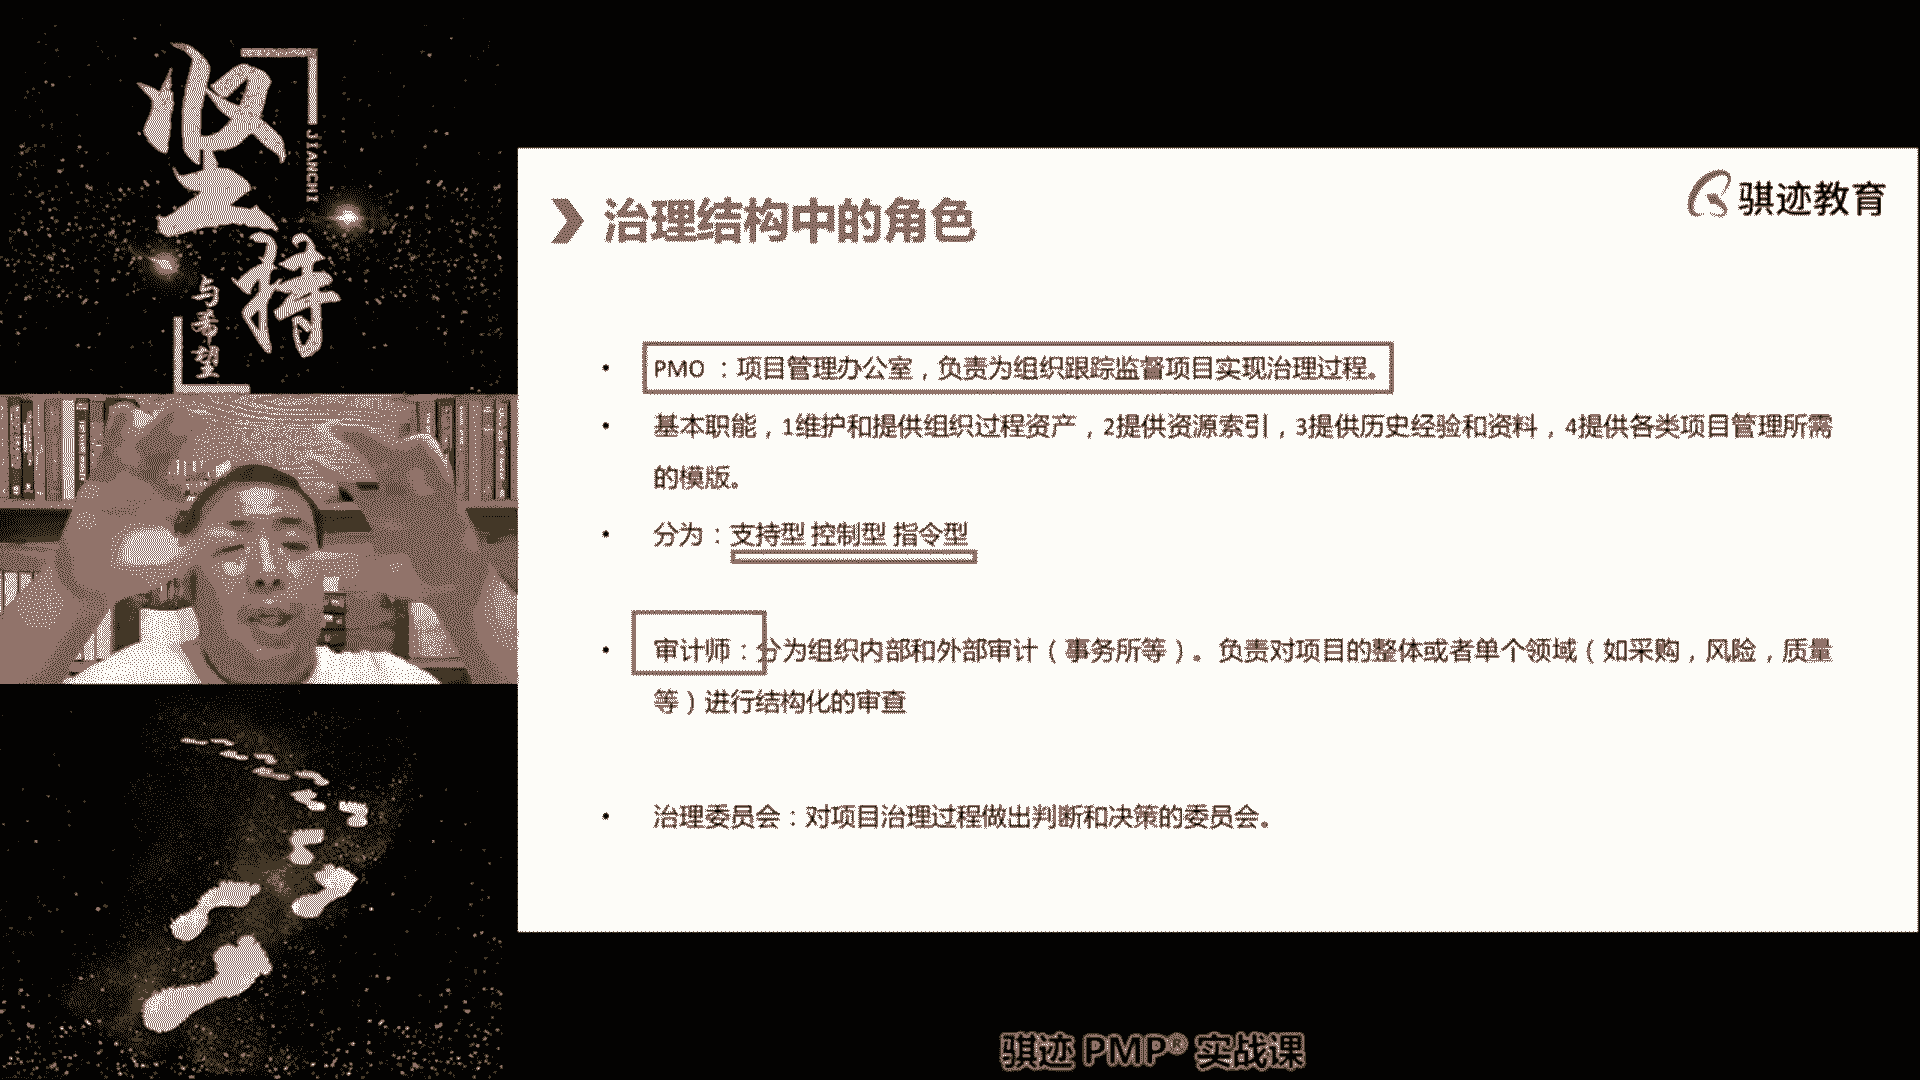 坚持
JIANCHI
与希望
骐迹教育
治理结构中的角色
• PMO ：项目管理办公室，负责为组织跟踪监督项目实现治理过程。
• 基本职能，1维护和提供组织过程资产，2提供资源索引，3提供历史经验和资料，4提供各类项目管理所需
的模版。
• 分为：支持型 控制型 指令型
• 审计师：分为组织内部和外部审计（事务所等）。负责对项目的整体或者单个领域（如采购，风险，质量
等）进行结构化的审查
• 治理委员会：对项目治理过程做出判断和决策的委员会。
骐迹 PMP® 实战课